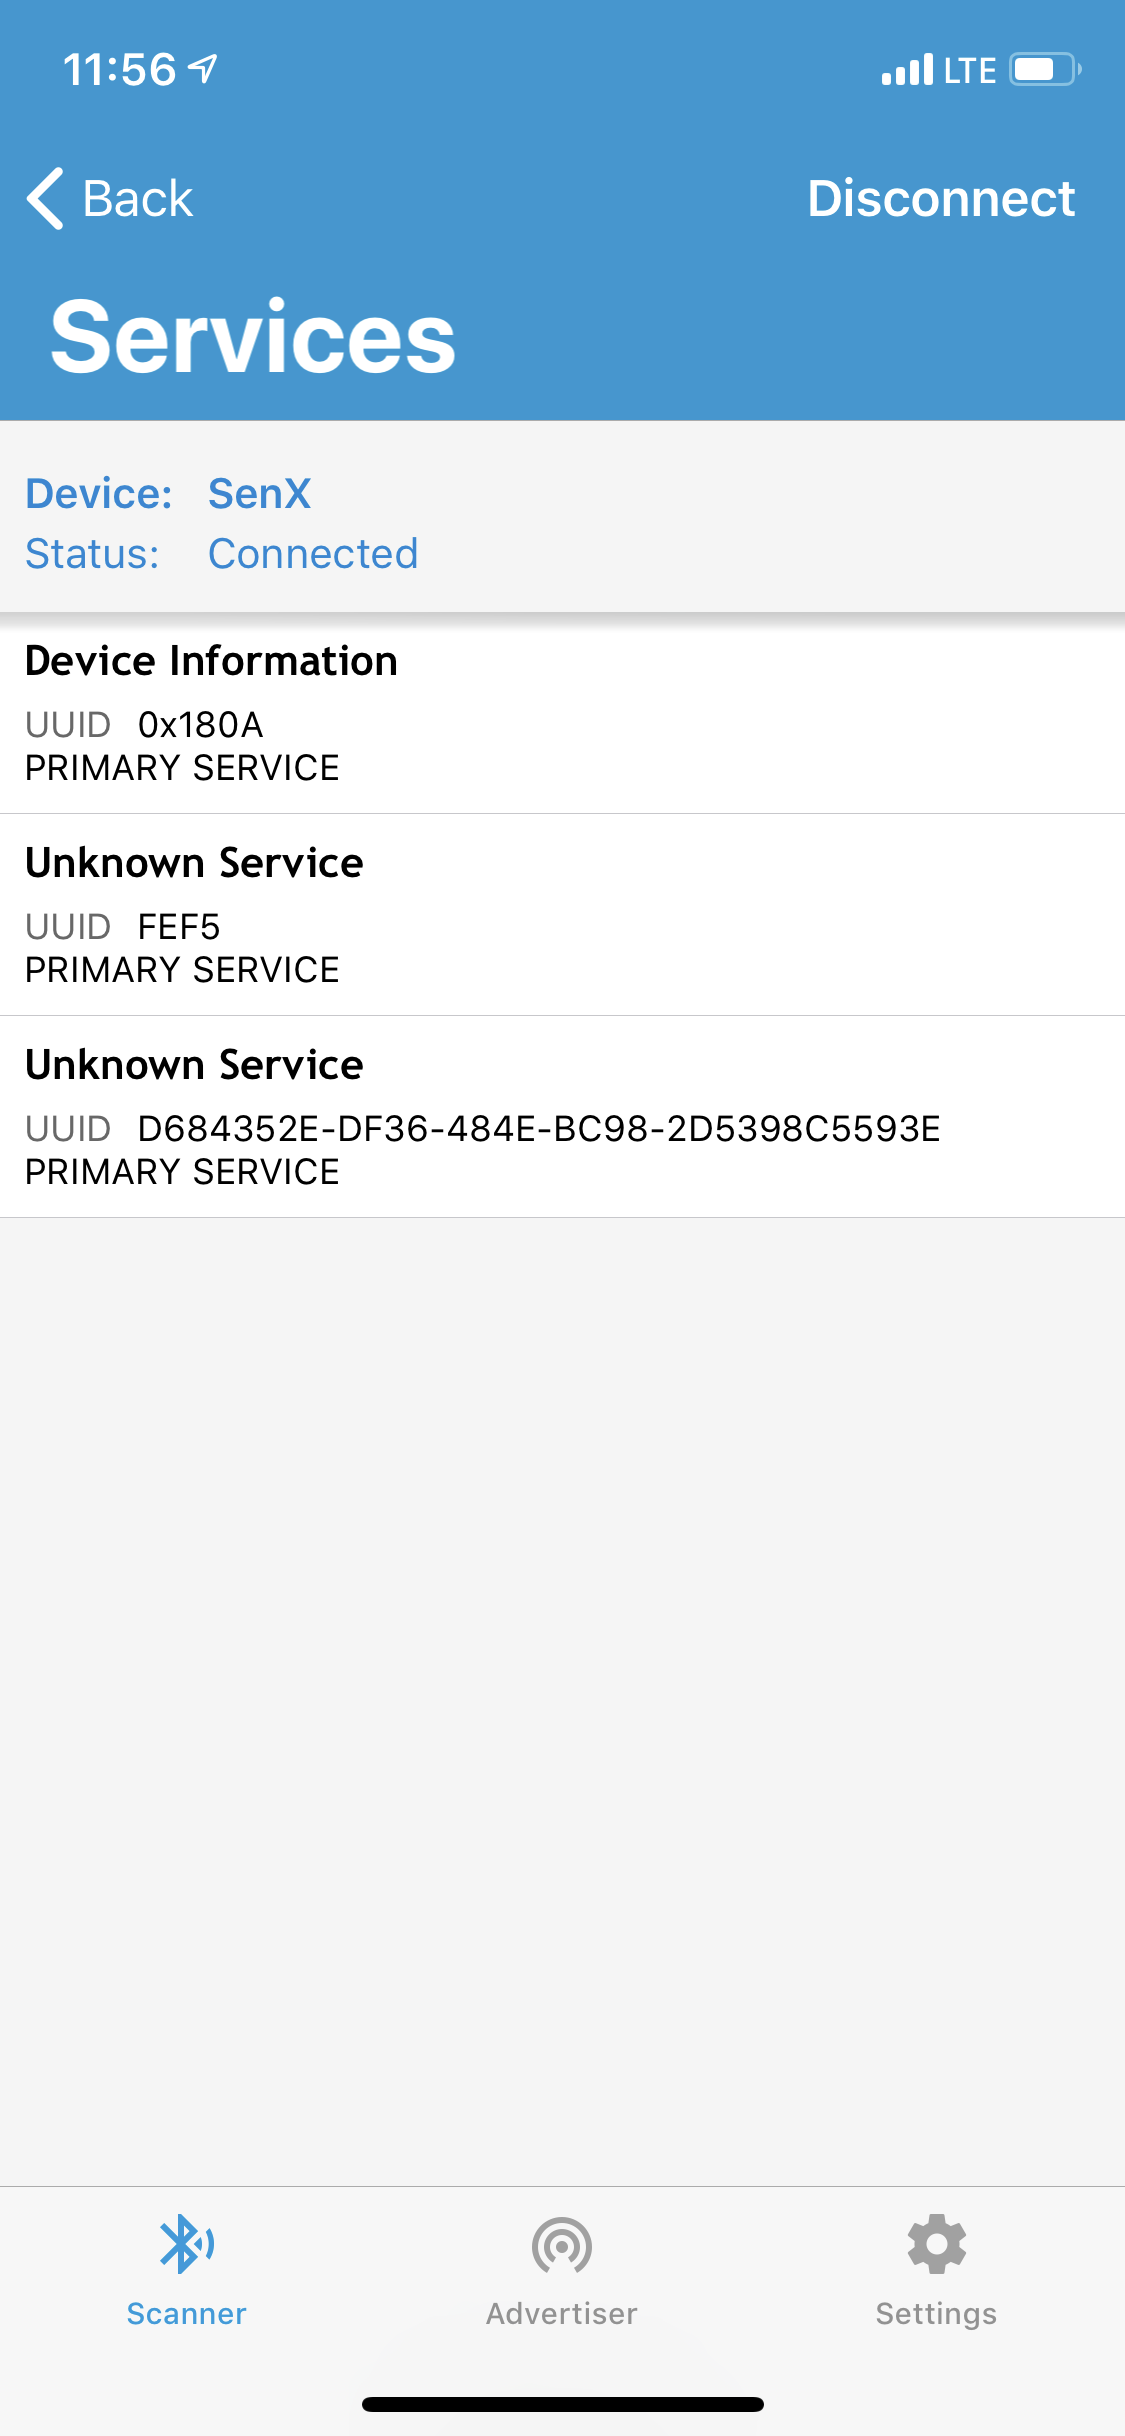 11:56 LTE
Back Disconnect
Services
Device: SenX
Status: Connected
Device Information
UUID 0x180A
PRIMARY SERVICE
Unknown Service
UUID FEF5
PRIMARY SERVICE
Unknown Service
UUID D684352E-DF36-484E-BC98-2D5398C5593E
PRIMARY SERVICE
Scanner Advertiser Settings